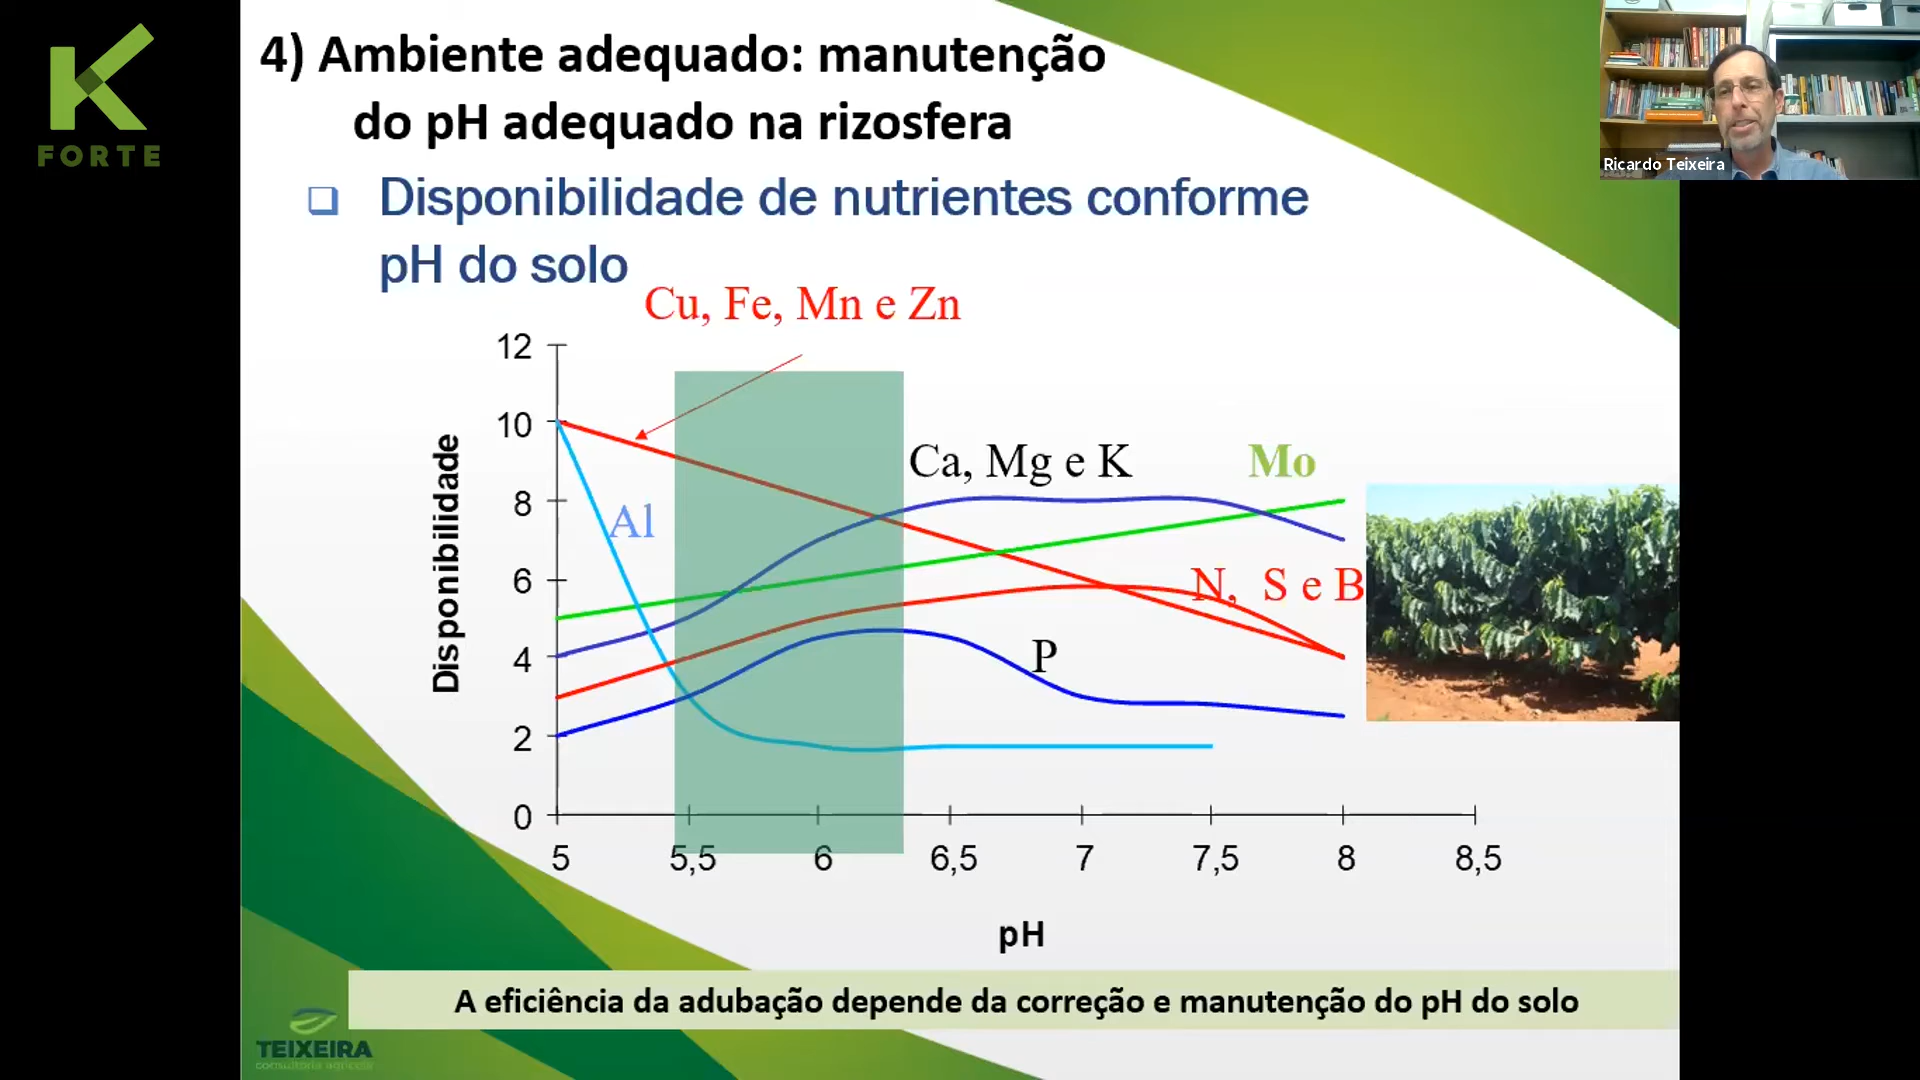 K
FORTE
4) Ambiente adequado: manutenção
do pH adequado na rizosfera
Ricardo Teixeira
Disponibilidade de nutrientes conforme
pH do solo
Cu, Fe, Mn e Zn
Ca, Mg e K
Mo
Al
N, S e B
P
Disponibilidade
12
10
8
6
4
2
0
5
5,5
6
6,5
7
7,5
8
8,5
pH
A eficiência da adubação depende da correção e manutenção do pH do solo
TEIXEIRA
consultoria agrícola